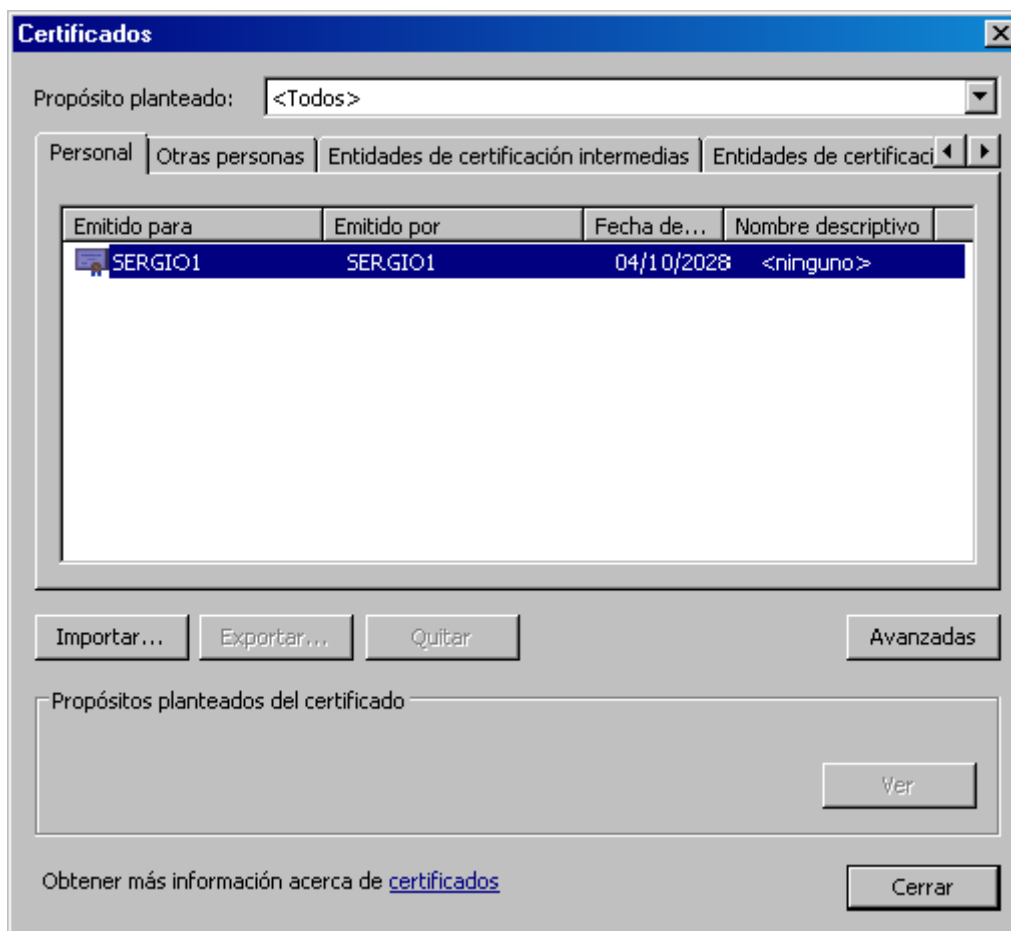 Certificados
Propósito planteado: <Todos>
Personal Otras personas Entidades de certificación intermedias Entidades de certificaci
Emitido para Emitido por Fecha de... Nombre descriptivo
SERGIO1 SERGIO1 04/10/2028 <ninguno>
Importar... Exportar... Quitar Avanzadas
Propósitos planteados del certificado
Ver
Obtener más información acerca de certificados
Cerrar